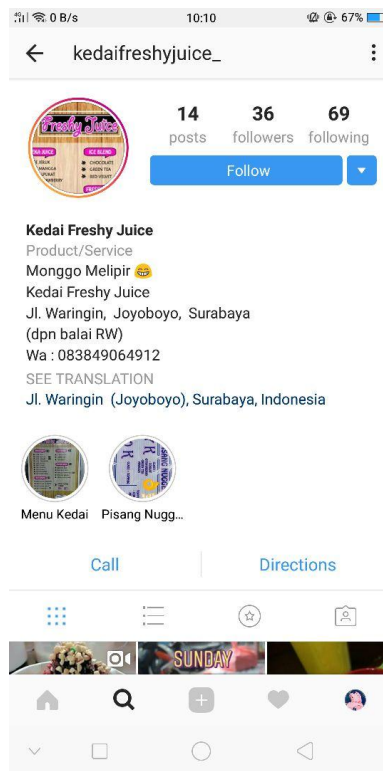 0 B/s 10:10 67%
kedaifreshyjuice_
Freshy Juice
14 36 69
posts followers following
ICE BLEND
CHOCOLATE
GREEN TEA
RED VELVET
Follow
Kedai Freshy Juice
Product/Service
Monggo Melipir 😁
Kedai Freshy Juice
Jl. Waringin, Joyoboyo, Surabaya
(dpn balai RW)
Wa : 083849064912
SEE TRANSLATION
Jl. Waringin (Joyoboyo), Surabaya, Indonesia
Menu Kedai Pisang Nugg...
Call Directions
SUNDAY